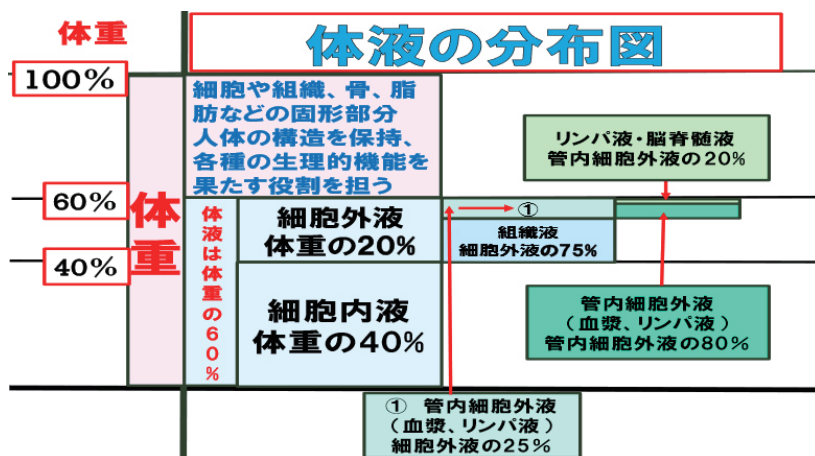 体重
体液の分布図
100%
細胞や組織、骨、脂
肪などの固形部分
人体の構造を保持、
各種の生理的機能を
果たす役割を担う
リンパ液・脳脊髄液
管内細胞外液の20%
60%
体重
体液は体重の60%
細胞外液
体重の20%
①
組織液
細胞外液の75%
40%
細胞内液
体重の40%
管内細胞外液
（血漿、リンパ液）
管内細胞外液の80%
① 管内細胞外液
（血漿、リンパ液）
細胞外液の25%